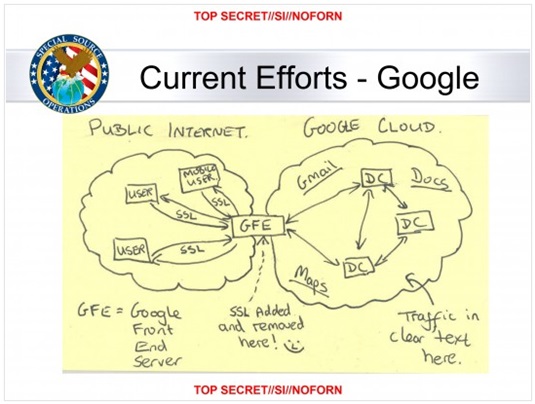 TOP SECRET//SI//NOFORN
SPECIAL SOURCE
OPERATIONS
Current Efforts - Google
PUBLIC INTERNET.
GOOGLE CLOUD.
MOBILE
USER.
USER
SSL
SSL
Gmail
DC
DOCS
GFE
DC
USER
SSL
DC
Maps
GFE = Google
Front
End
Server
SSL Added
and removed
here!
Traffic in
clear text
here.
TOP SECRET//SI//NOFORN